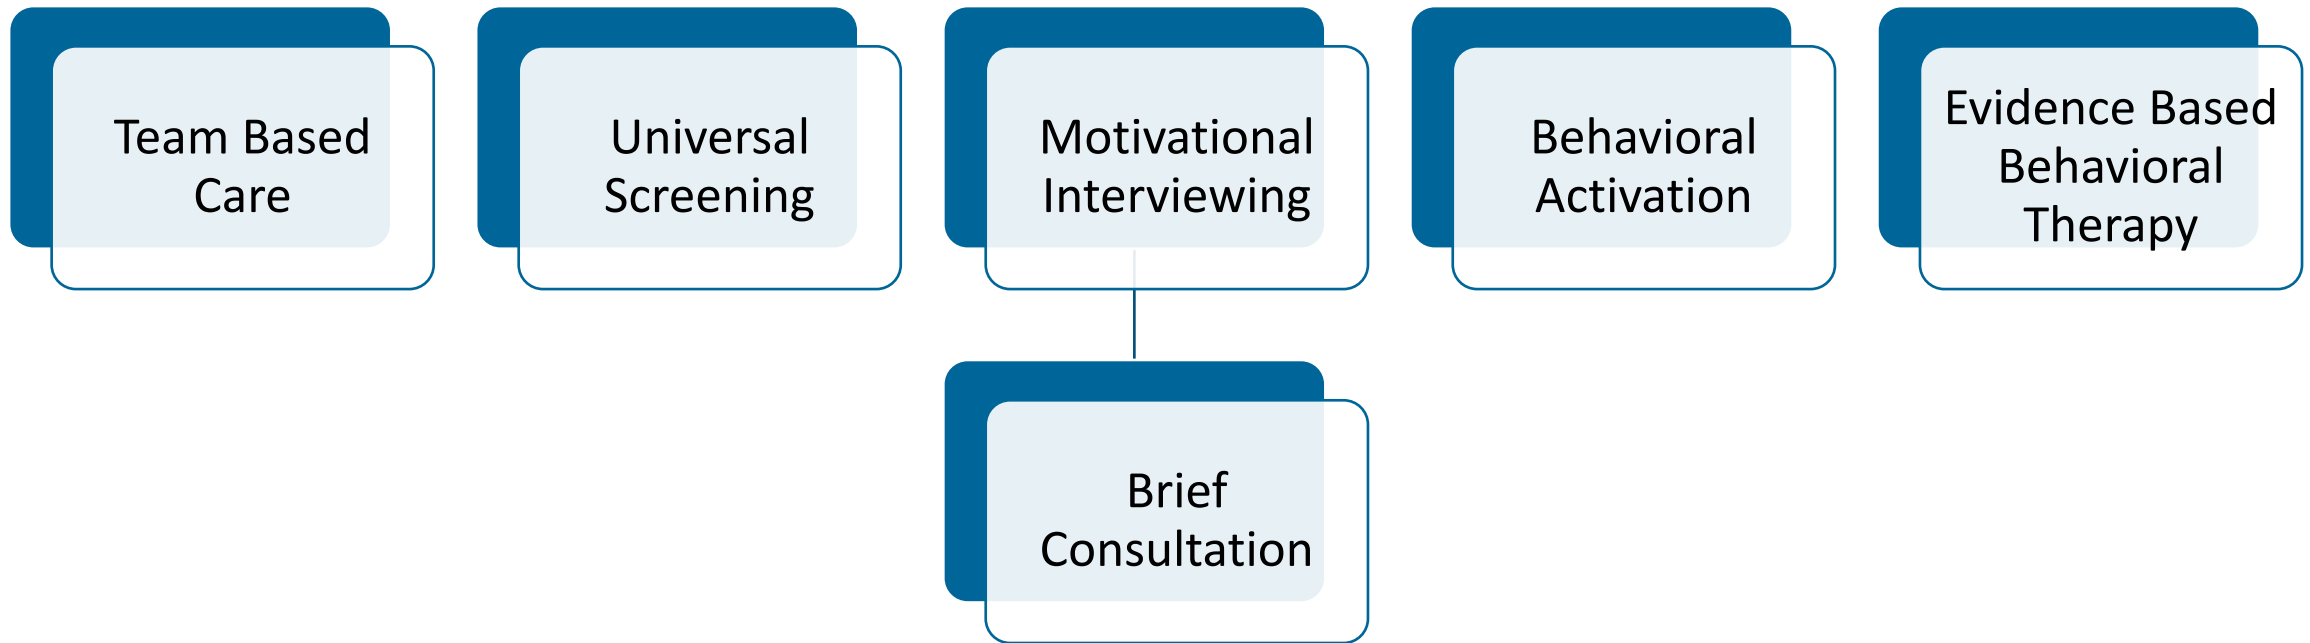 Team Based
Care
Universal
Screening
Motivational
Interviewing
Behavioral
Activation
Evidence Based
Behavioral
Therapy
Brief
Consultation